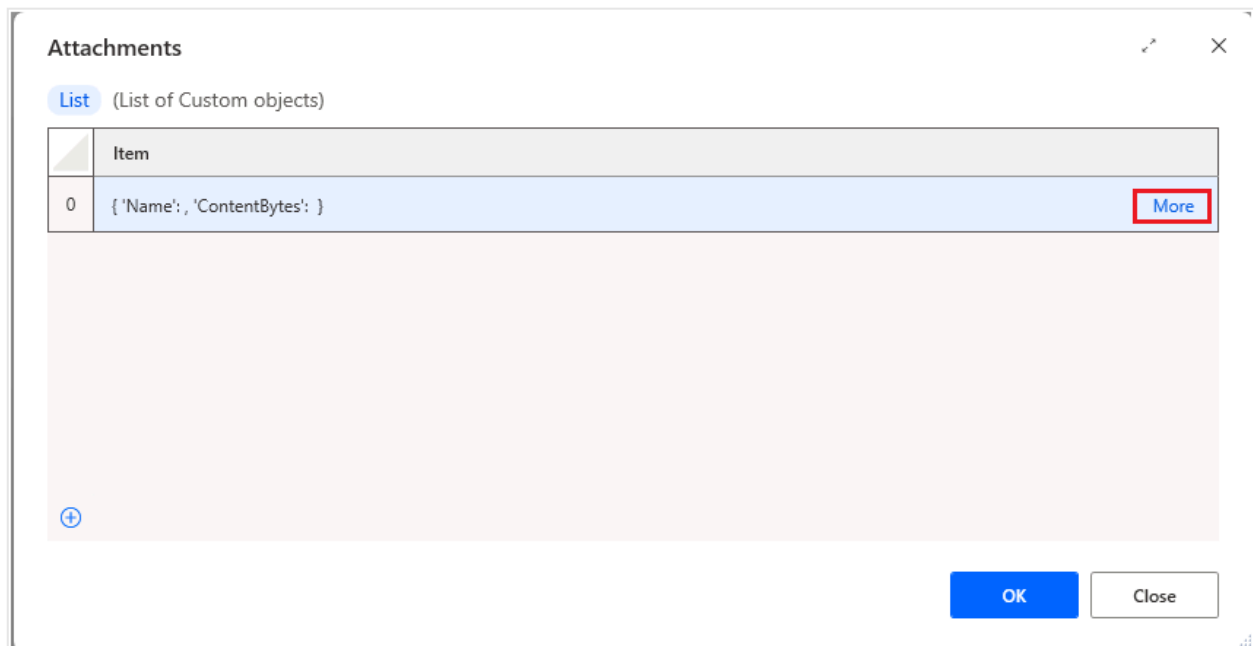 Attachments
List (List of Custom objects)
Item
0 { 'Name': , 'ContentBytes': } More
OK Close